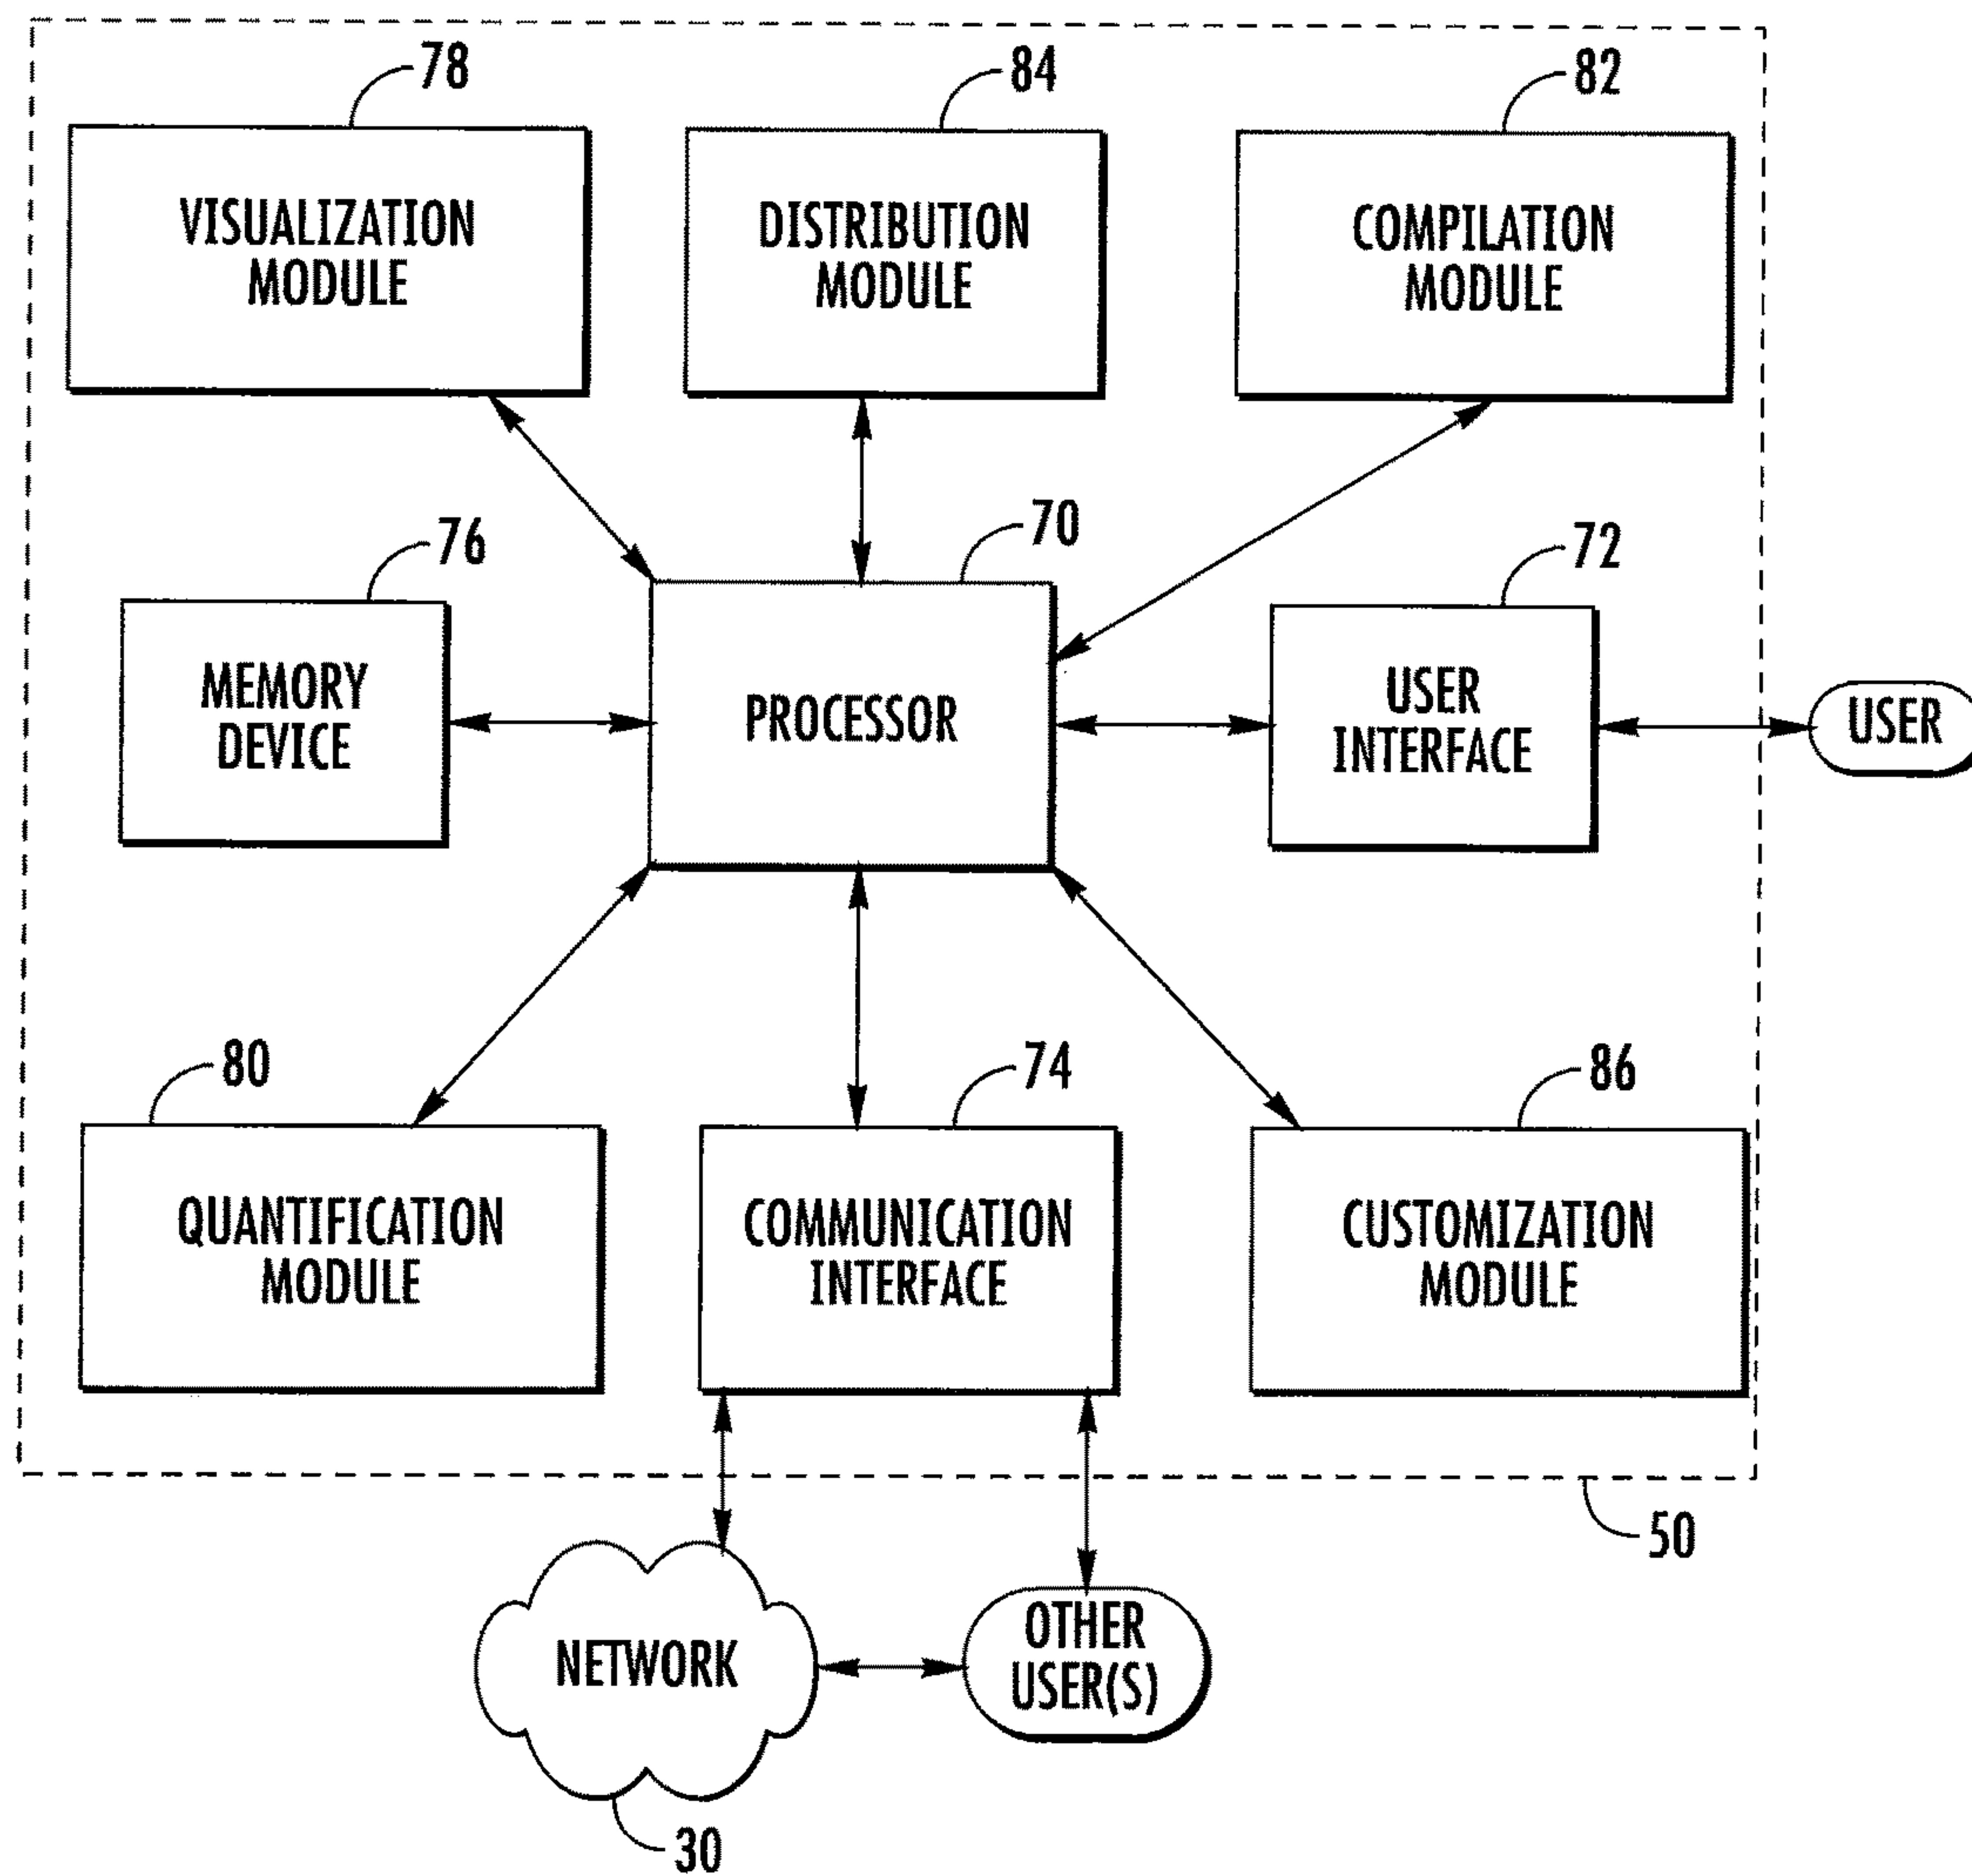 78
84
82
VISUALIZATION
MODULE
DISTRIBUTION
MODULE
COMPILATION
MODULE
76
70
72
MEMORY
DEVICE
PROCESSOR
USER
INTERFACE
USER
80
74
86
QUANTIFICATION
MODULE
COMMUNICATION
INTERFACE
CUSTOMIZATION
MODULE
50
NETWORK
OTHER
USER(S)
30